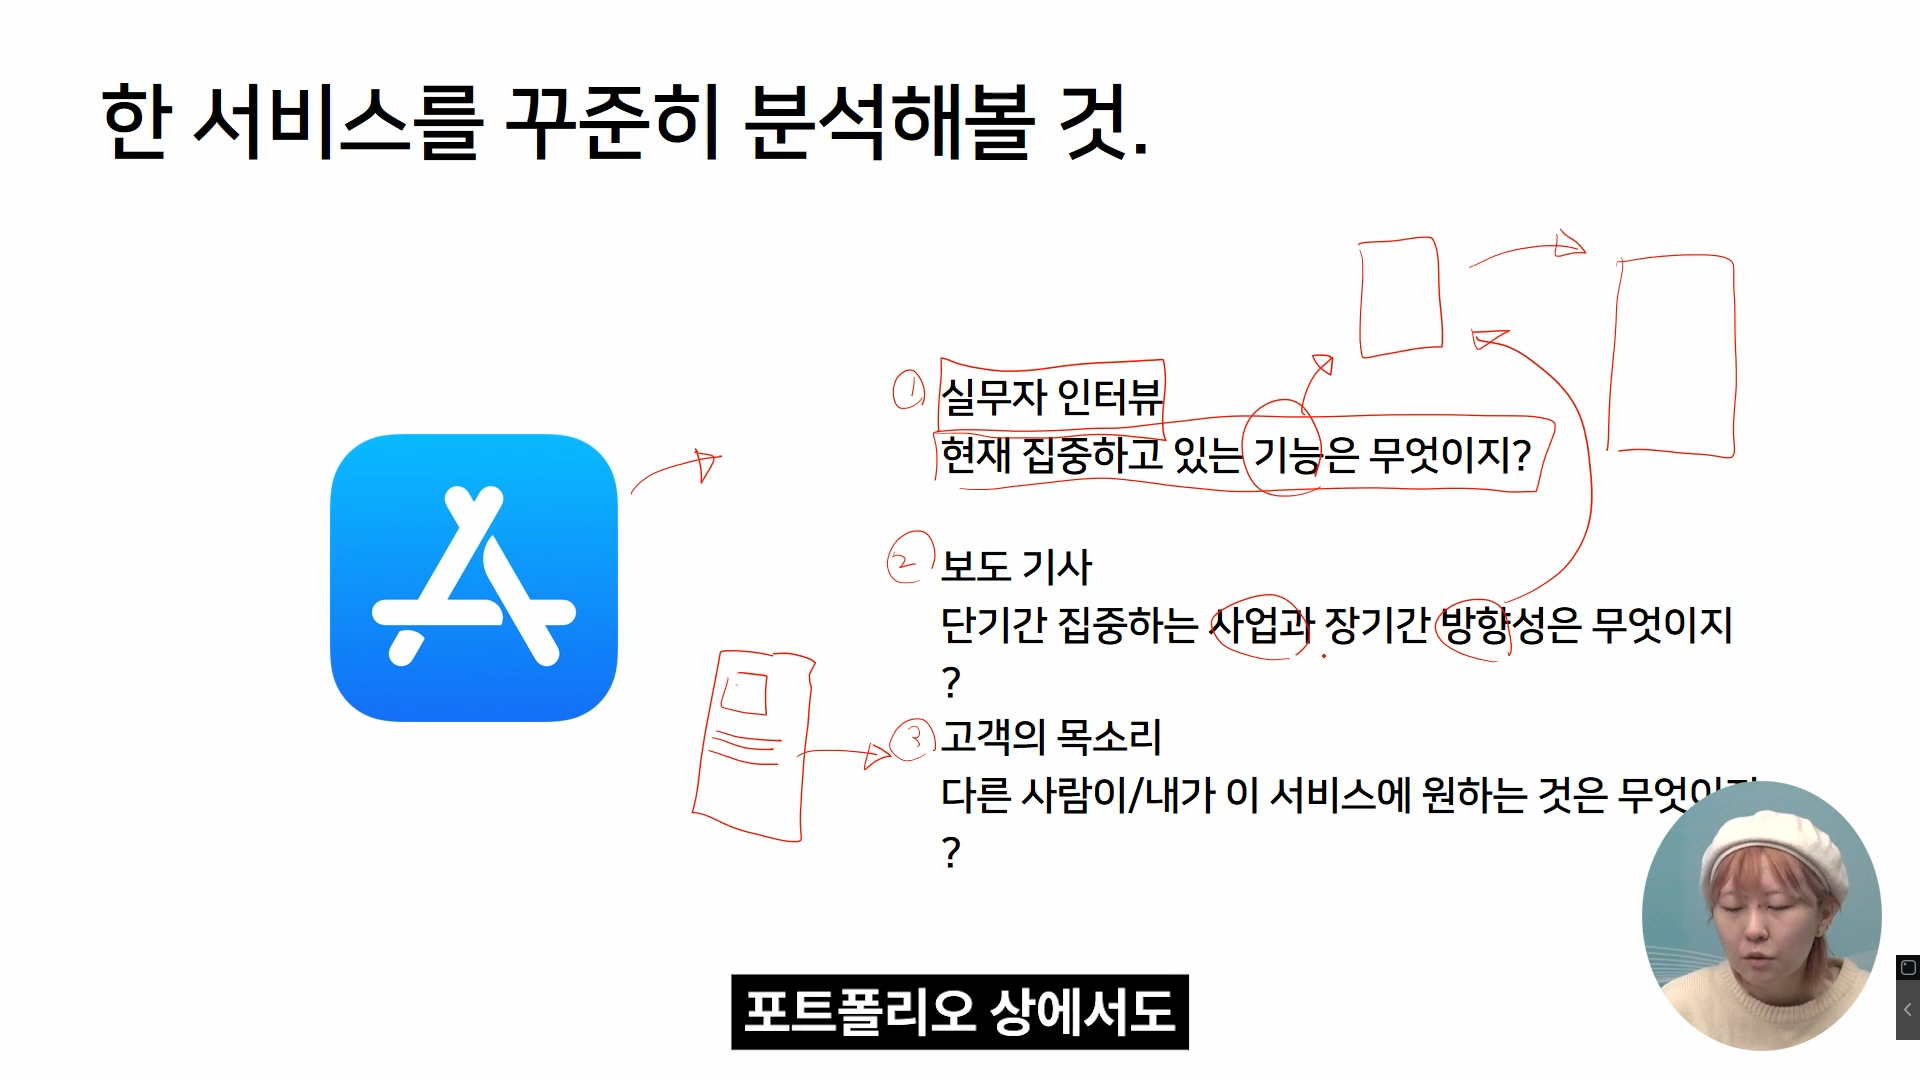 한 서비스를 꾸준히 분석해볼 것.
1 실무자 인터뷰
현재 집중하고 있는 기능은 무엇이지?
2 보도 기사
단기간 집중하는 사업과 장기간 방향성은 무엇이지
?
3 고객의 목소리
다른 사람이/내가 이 서비스에 원하는 것은 무엇이지
?
포트폴리오 상에서도